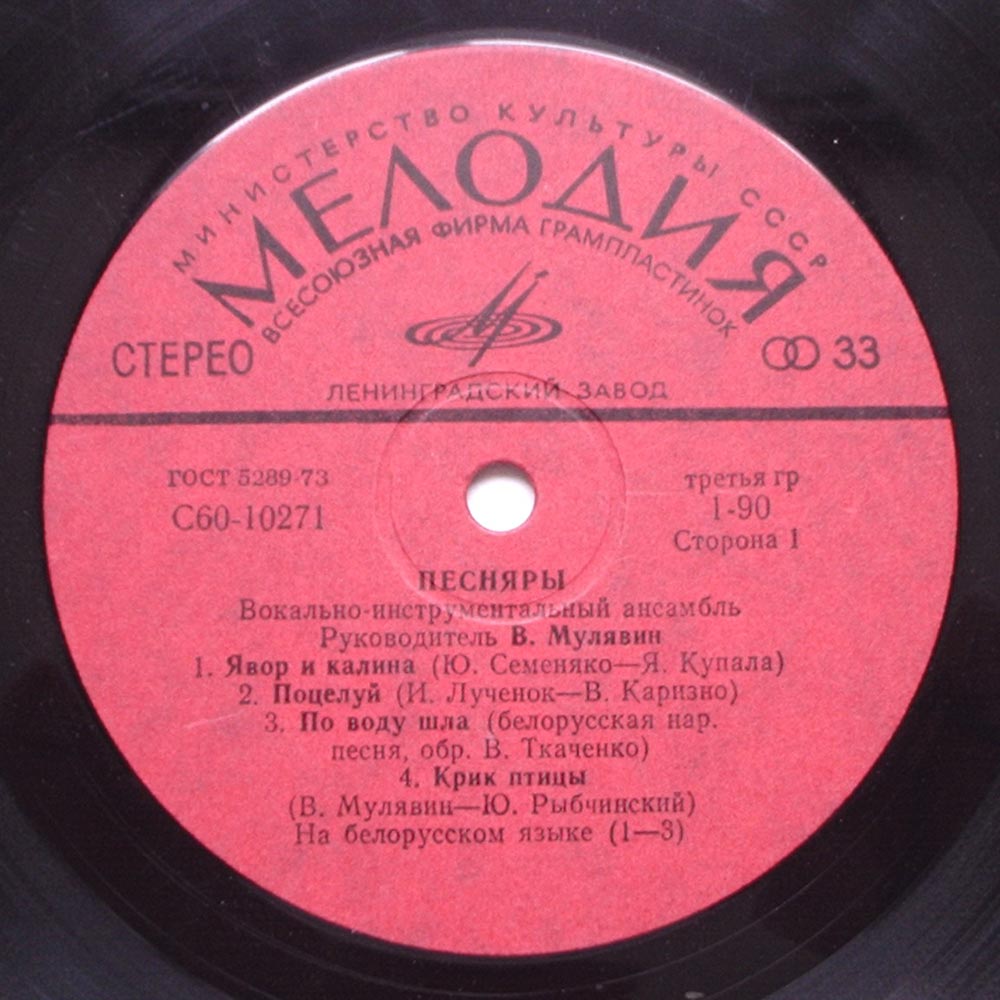 МИНИСТЕРСТВО КУЛЬТУРЫ СССР
МЕЛОДИЯ
ВСЕСОЮЗНАЯ ФИРМА ГРАМПЛАСТИНОК
СТЕРЕО
33
ЛЕНИНГРАДСКИЙ ЗАВОД
ГОСТ 5289-73
третья гр
С60-10271
1-90
Сторона 1
ПЕСНЯРЫ
Вокально-инструментальный ансамбль
Руководитель В. Мулявин
1. Явор и калина (Ю. Семеняко—Я. Купала)
2. Поцелуй (И. Лученок—В. Каризно)
3. По воду шла (белорусская нар.
песня, обр. В. Ткаченко)
4. Крик птицы
(В. Мулявин—Ю. Рыбчинский)
На белорусском языке (1—3)